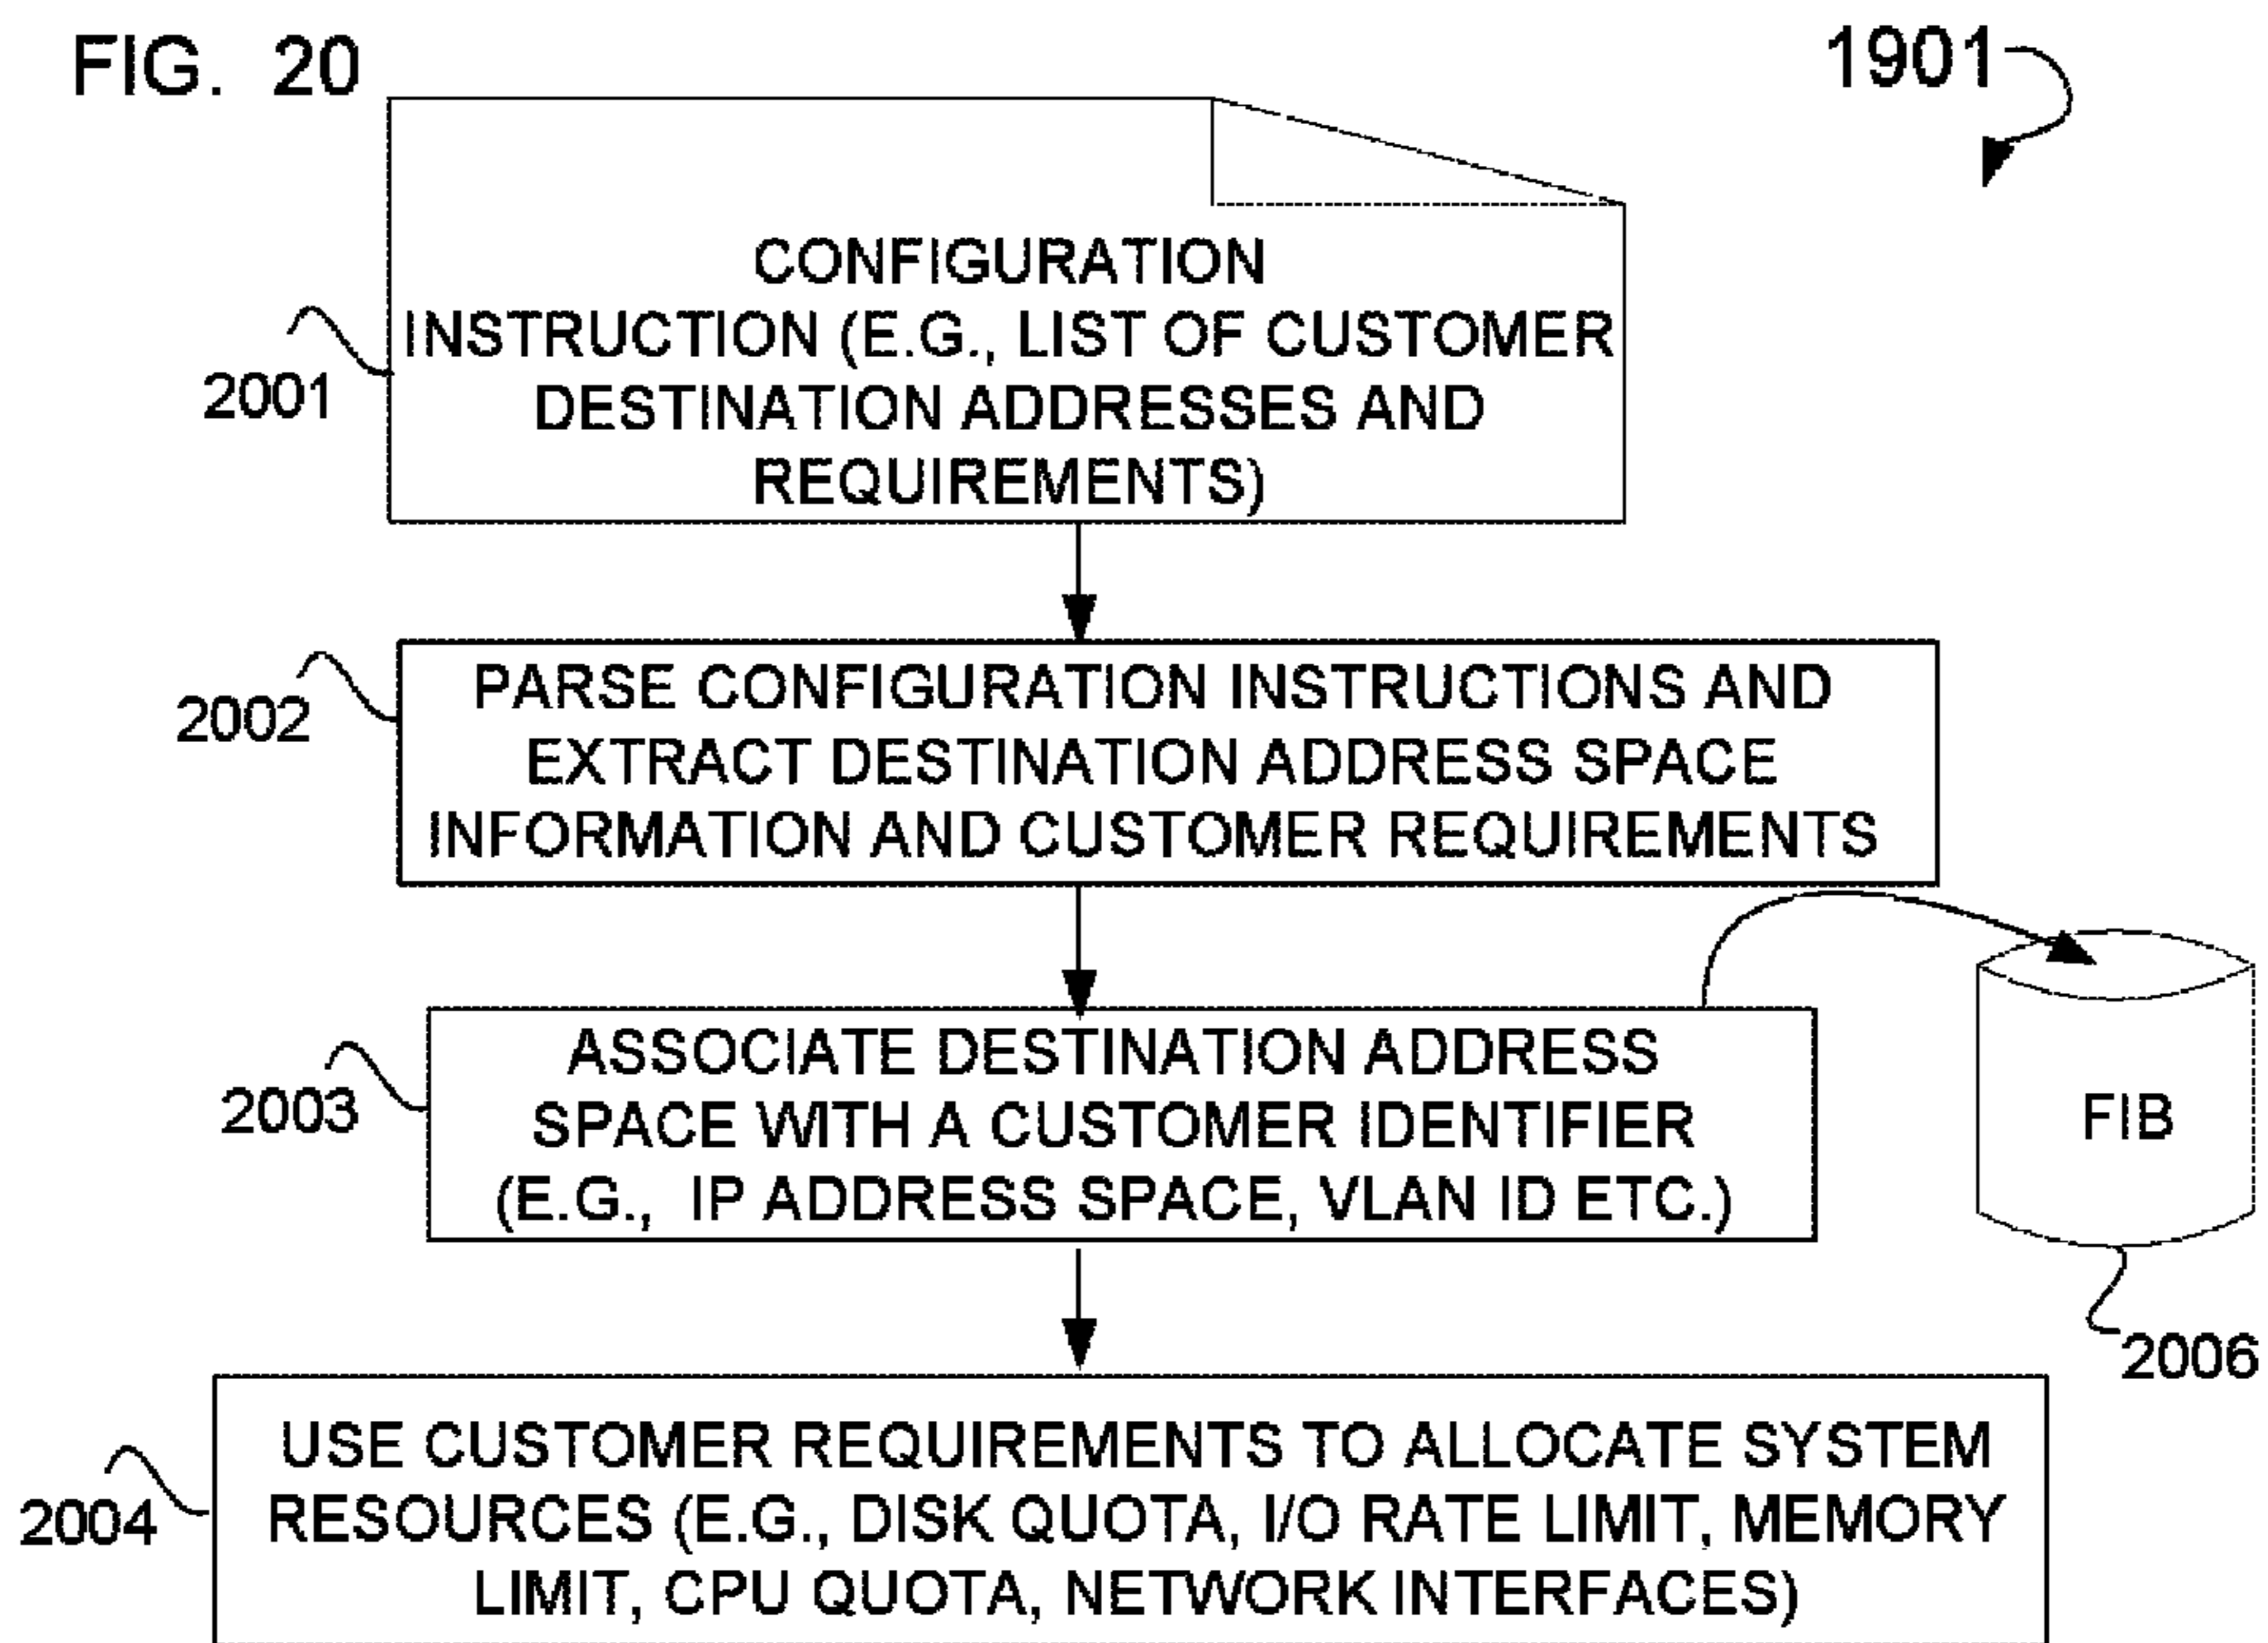 FIG. 20
1901
CONFIGURATION
INSTRUCTION (E.G., LIST OF CUSTOMER
DESTINATION ADDRESSES AND
REQUIREMENTS)
2001
PARSE CONFIGURATION INSTRUCTIONS AND
EXTRACT DESTINATION ADDRESS SPACE
INFORMATION AND CUSTOMER REQUIREMENTS
2002
ASSOCIATE DESTINATION ADDRESS
SPACE WITH A CUSTOMER IDENTIFIER
(E.G., IP ADDRESS SPACE, VLAN ID ETC.)
2003
FIB
2006
USE CUSTOMER REQUIREMENTS TO ALLOCATE SYSTEM
RESOURCES (E.G., DISK QUOTA, I/O RATE LIMIT, MEMORY
LIMIT, CPU QUOTA, NETWORK INTERFACES)
2004